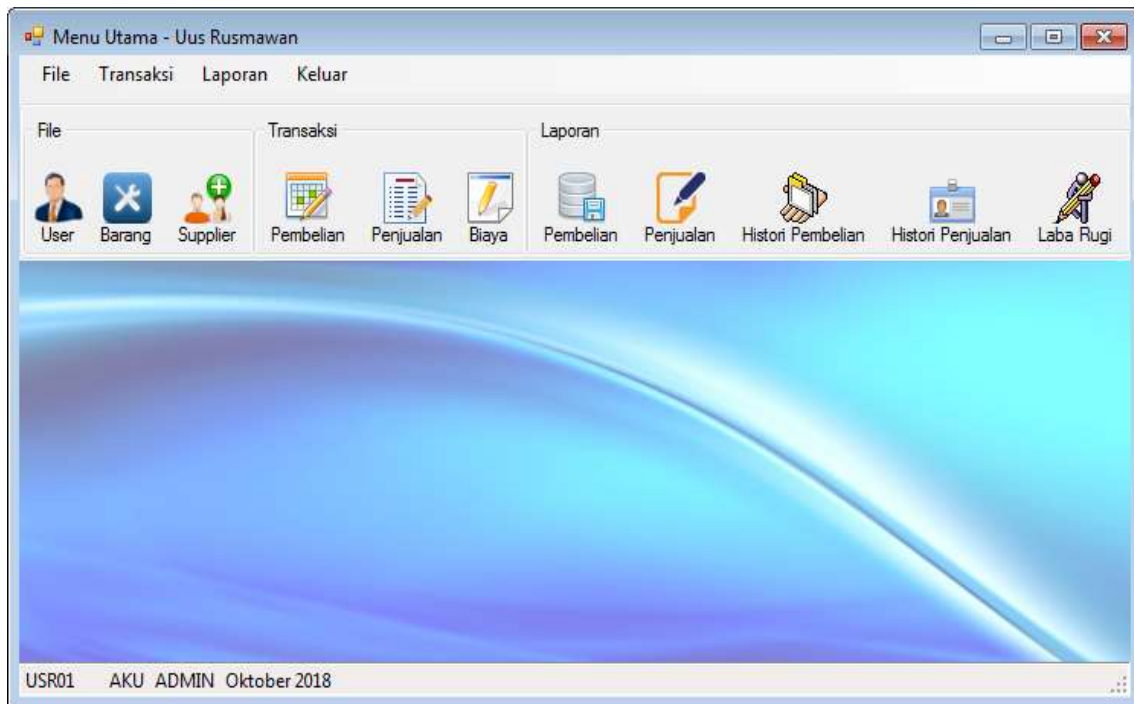 Menu Utama - Uus Rusmawan
File Transaksi Laporan Keluar
File Transaksi Laporan
User Barang Supplier Pembelian Penjualan Biaya Pembelian Penjualan Histori Pembelian Histori Penjualan Laba Rugi
USR01 AKU ADMIN Oktober 2018